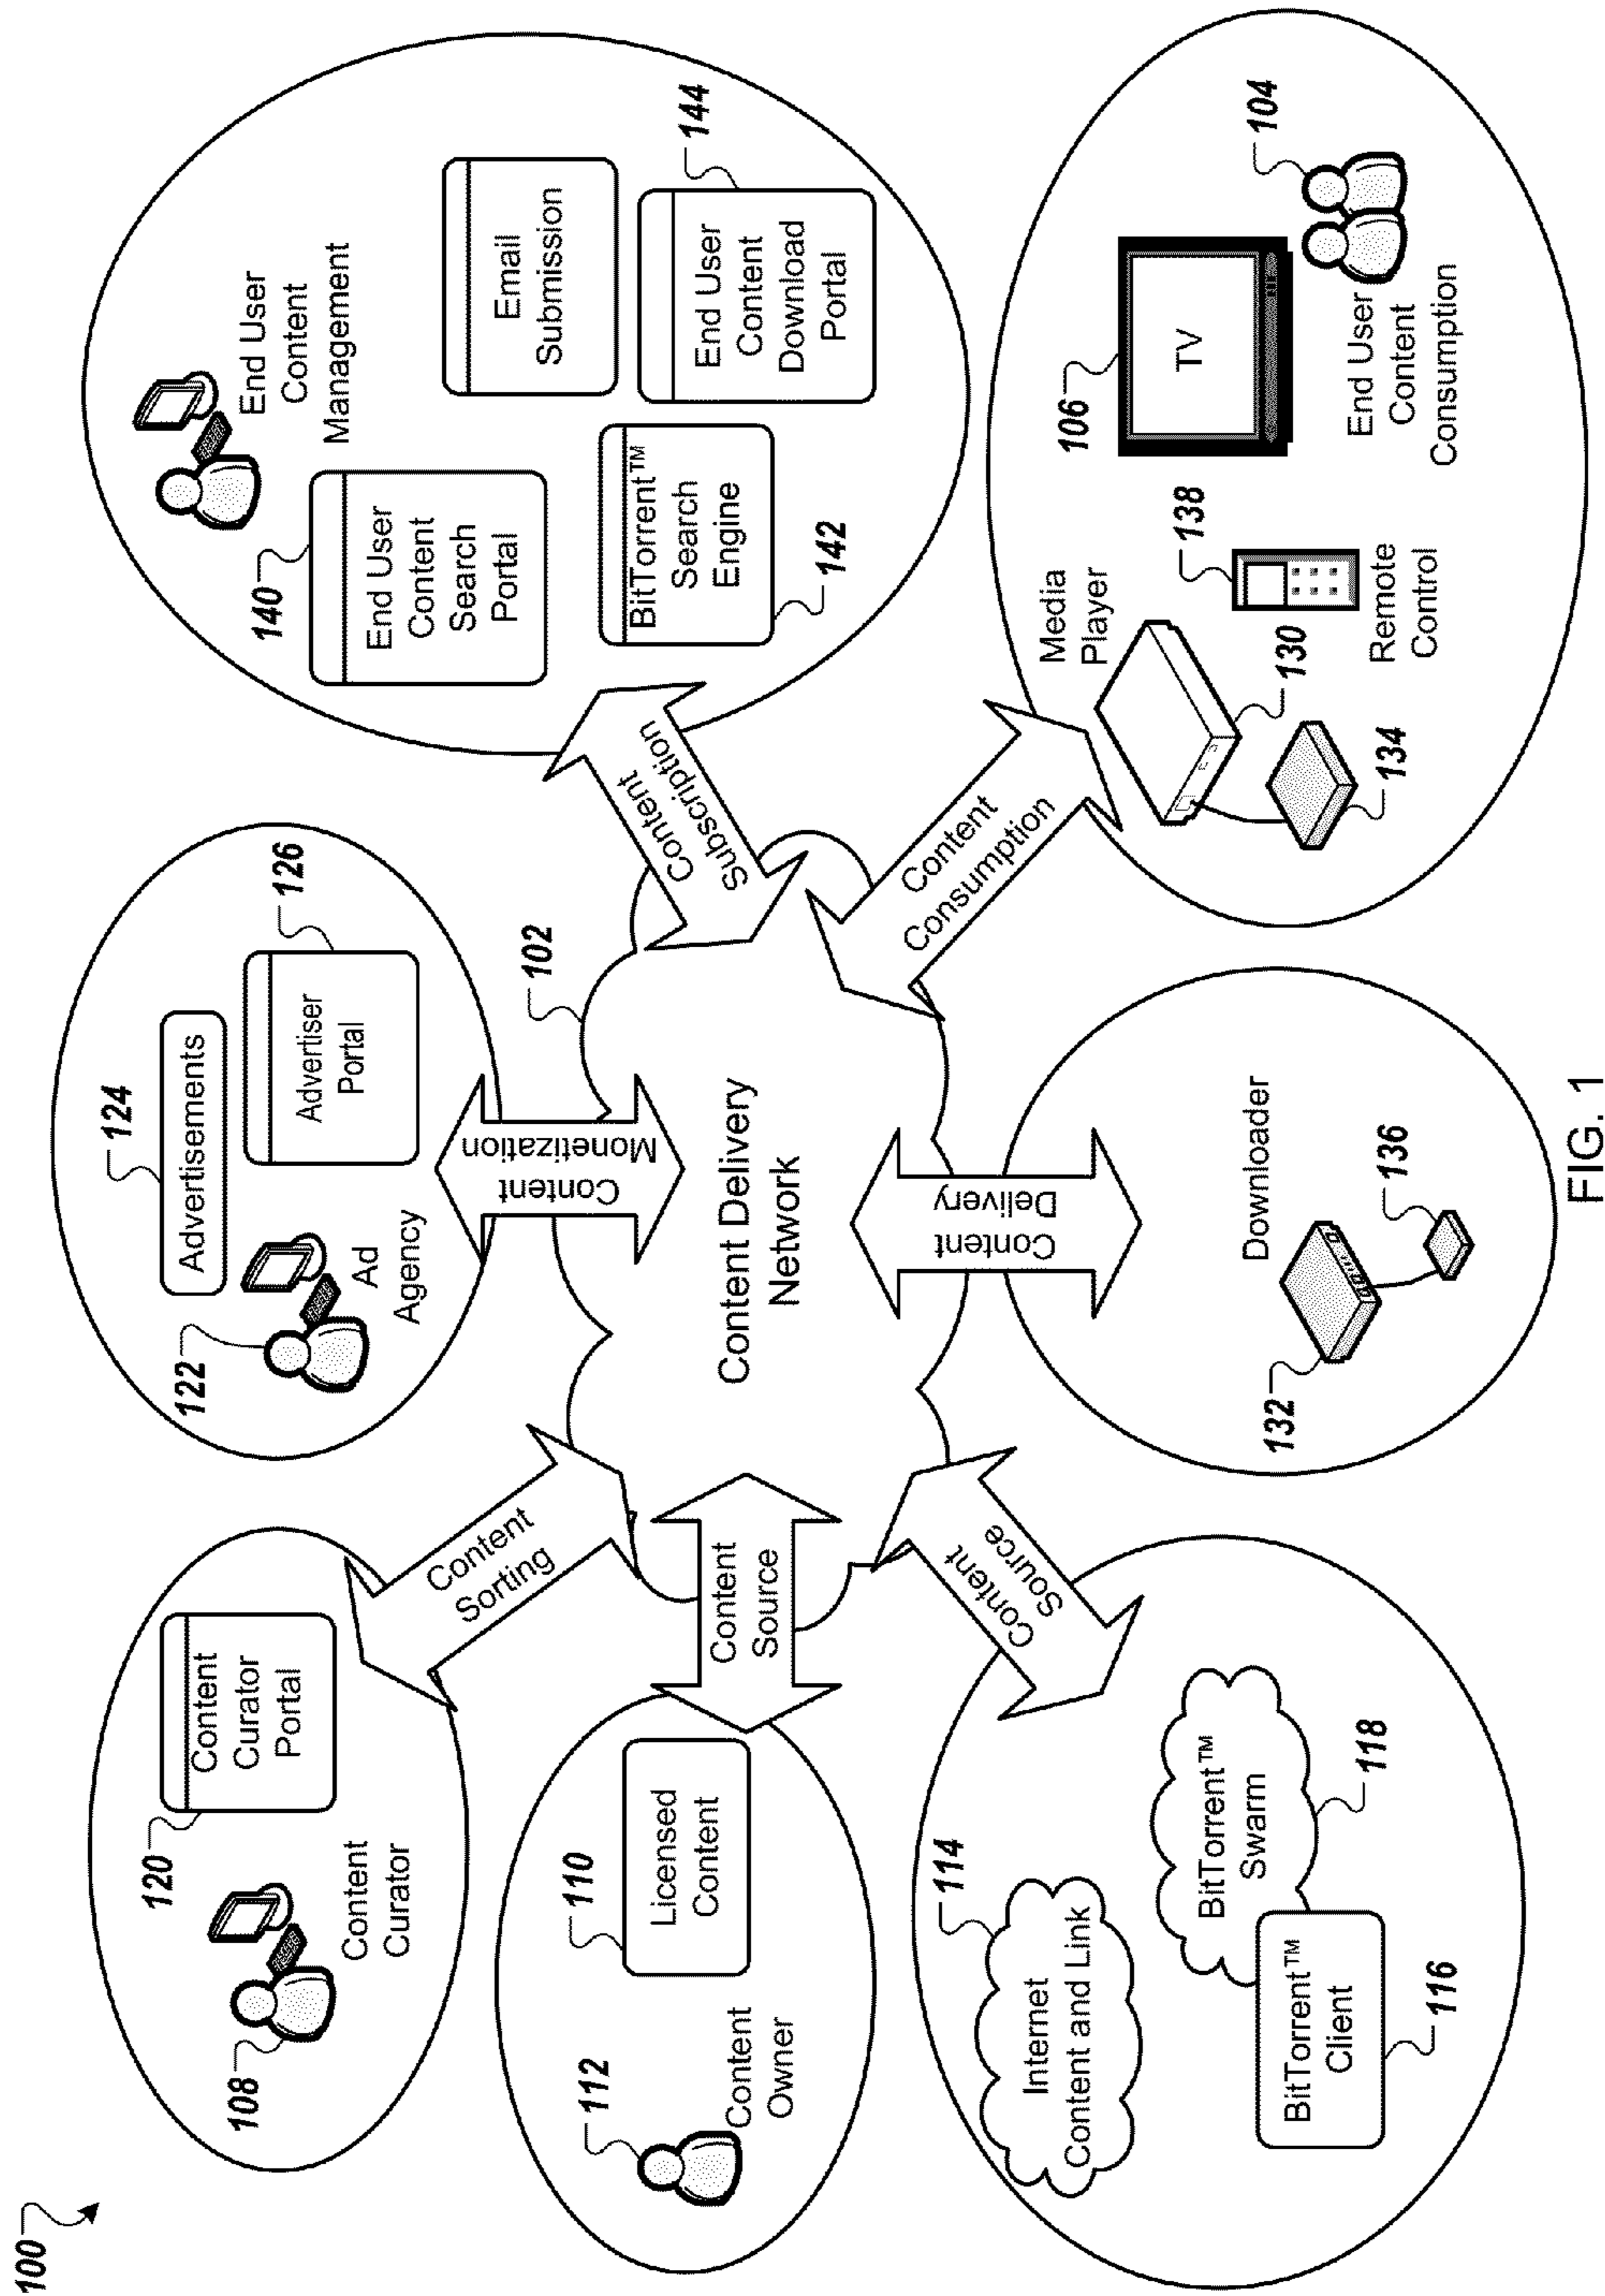 100
108
120
Content
Curator
Portal
Content
Curator
Content
Sorting
122
124
Advertisements
126
Advertiser
Portal
Ad
Agency
Content
Monetization
102
140
End User
Content
Search
Portal
End User
Content
Management
Email
Submission
BitTorrent™
Search
Engine
142
End User
Content
Download
Portal
144
Content
Subscription
112
Content
Owner
110
Licensed
Content
Content
Source
Content Delivery
Network
Content
Consumption
114
Internet
Content and Link
BitTorrent™
Swarm
118
BitTorrent™
Client
116
Content
Source
Content
Delivery
Downloader
132
136
Media
Player
130
134
138
Remote
Control
106
TV
104
End User
Content
Consumption
FIG. 1